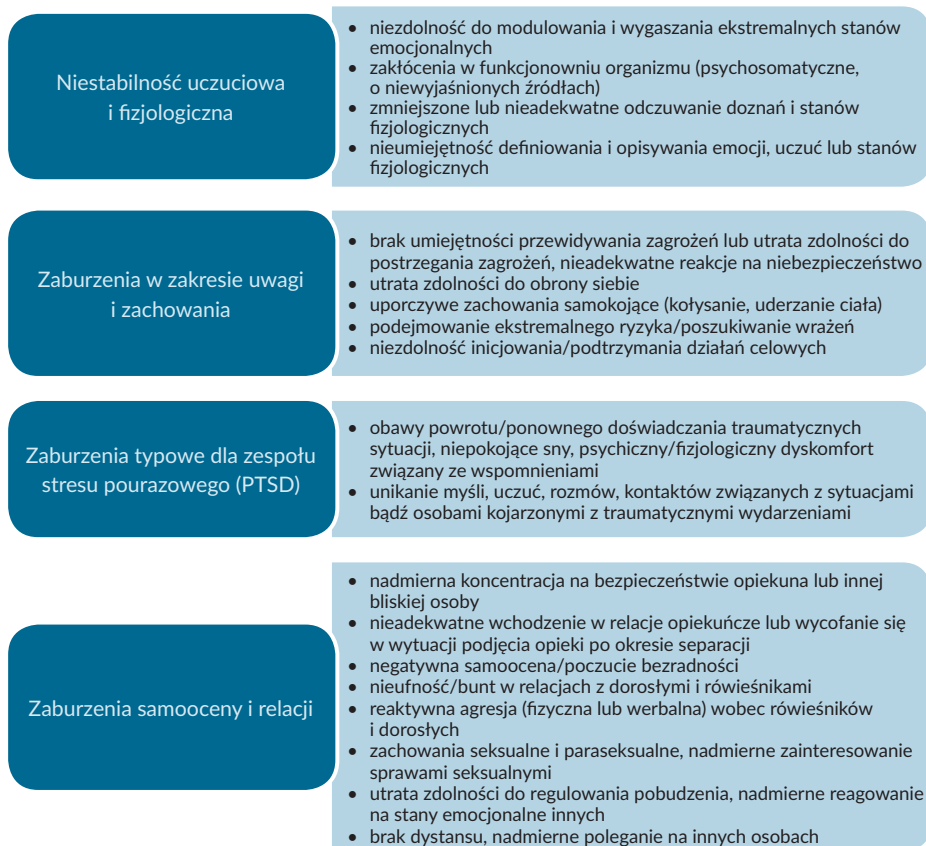 Niestabilność uczuciowa
i fizjologiczna
• niezdolność do modulowania i wygaszania ekstremalnych stanów
emocjonalnych
• zakłócenia w funkcjonowniu organizmu (psychosomatyczne,
o niewyjaśnionych źródłach)
• zmniejszone lub nieadekwatne odczuwanie doznań i stanów
fizjologicznych
• nieumiejętność definiowania i opisywania emocji, uczuć lub stanów
fizjologicznych
Zaburzenia w zakresie uwagi
i zachowania
• brak umiejętności przewidywania zagrożeń lub utrata zdolności do
postrzegania zagrożeń, nieadekwatne reakcje na niebezpieczeństwo
• utrata zdolności do obrony siebie
• uporczywe zachowania samokojące (kołysanie, uderzanie ciała)
• podejmowanie ekstremalnego ryzyka/poszukiwanie wrażeń
• niezdolność inicjowania/podtrzymania działań celowych
Zaburzenia typowe dla zespołu
stresu pourazowego (PTSD)
• obawy powrotu/ponownego doświadczania traumatycznych
sytuacji, niepokojące sny, psychiczny/fizjologiczny dyskomfort
związany ze wspomnieniami
• unikanie myśli, uczuć, rozmów, kontaktów związanych z sytuacjami
bądź osobami kojarzonymi z traumatycznymi wydarzeniami
Zaburzenia samooceny i relacji
• nadmierna koncentracja na bezpieczeństwie opiekuna lub innej
bliskiej osoby
• nieadekwatne wchodzenie w relacje opiekuńcze lub wycofanie się
w wytuacji podjęcia opieki po okresie separacji
• negatywna samoocena/poczucie bezradności
• nieufność/bunt w relacjach z dorosłymi i rówieśnikami
• reaktywna agresja (fizyczna lub werbalna) wobec rówieśników
i dorosłych
• zachowania seksualne i paraseksualne, nadmierne zainteresowanie
sprawami seksualnymi
• utrata zdolności do regulowania pobudzenia, nadmierne reagowanie
na stany emocjonalne innych
• brak dystansu, nadmierne poleganie na innych osobach